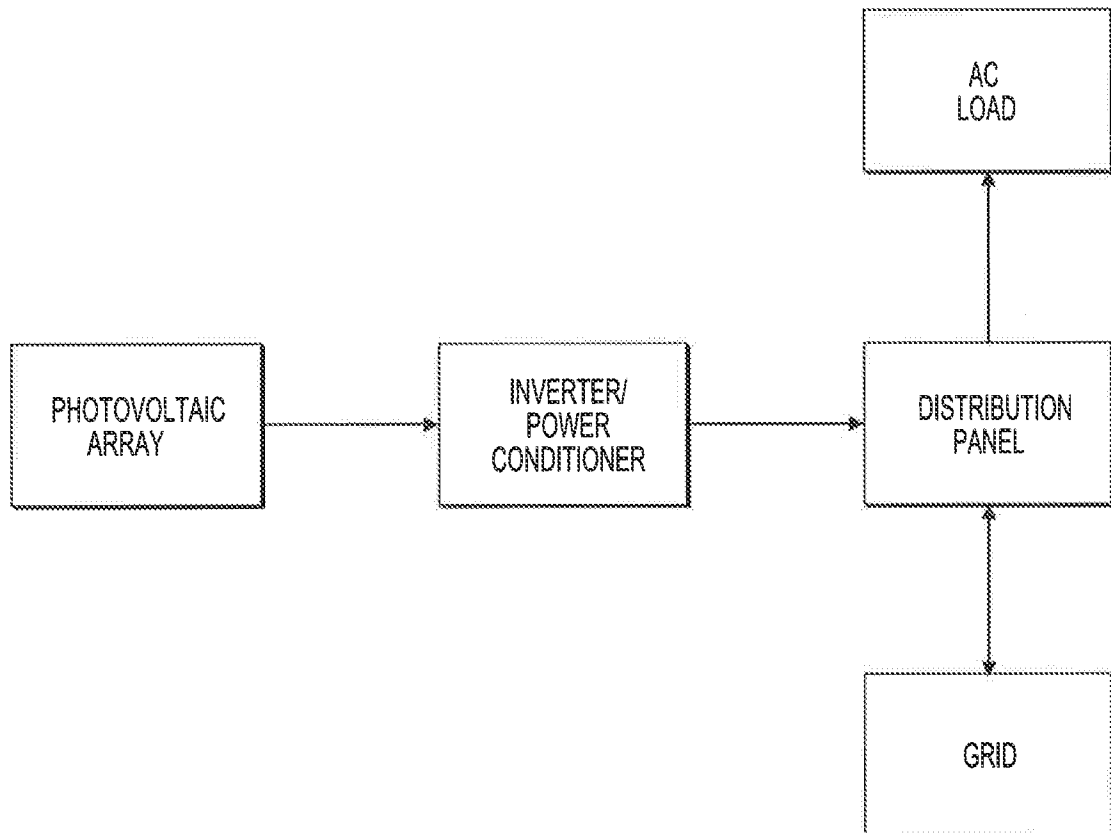 AC
LOAD
PHOTOVOLTAIC
ARRAY
INVERTER/
POWER
CONDITIONER
DISTRIBUTION
PANEL
GRID